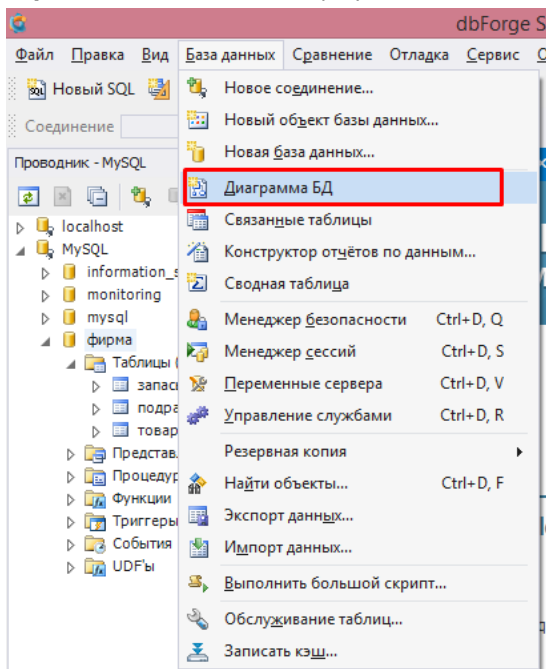 dbForge S
Файл Правка Вид База данных Сравнение Отладка Сервис
Новый SQL
Соединение
Проводник - MySQL
localhost
MySQL
information_s
monitoring
mysql
фирма
Таблицы (
запас
подра
товар
Представ.
Процедур
Функции
Триггеры
События
UDF'ы
Новое соединение...
Новый объект базы данных...
Новая база данных...
Диаграмма БД
Связанные таблицы
Конструктор отчётов по данным...
Сводная таблица
Менеджер безопасности Ctrl+D, Q
Менеджер сессий Ctrl+D, S
Переменные сервера Ctrl+D, V
Управление службами Ctrl+D, R
Резервная копия
Найти объекты... Ctrl+D, F
Экспорт данных...
Импорт данных...
Выполнить большой скрипт...
Обслуживание таблиц...
Записать кэш...